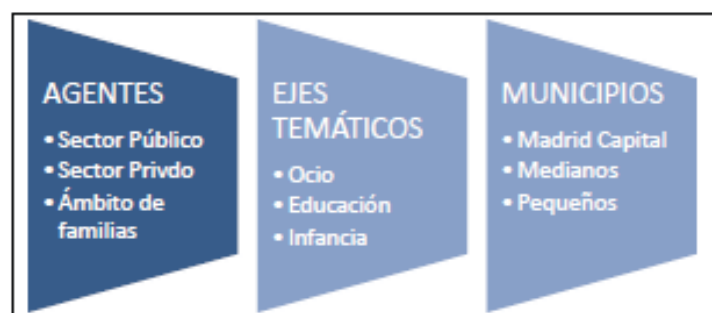 AGENTES
• Sector Público
• Sector Privdo
• Ámbito de
familias
EJES
TEMÁTICOS
• Ocio
• Educación
• Infancia
MUNICIPIOS
• Madrid Capital
• Medianos
• Pequeños